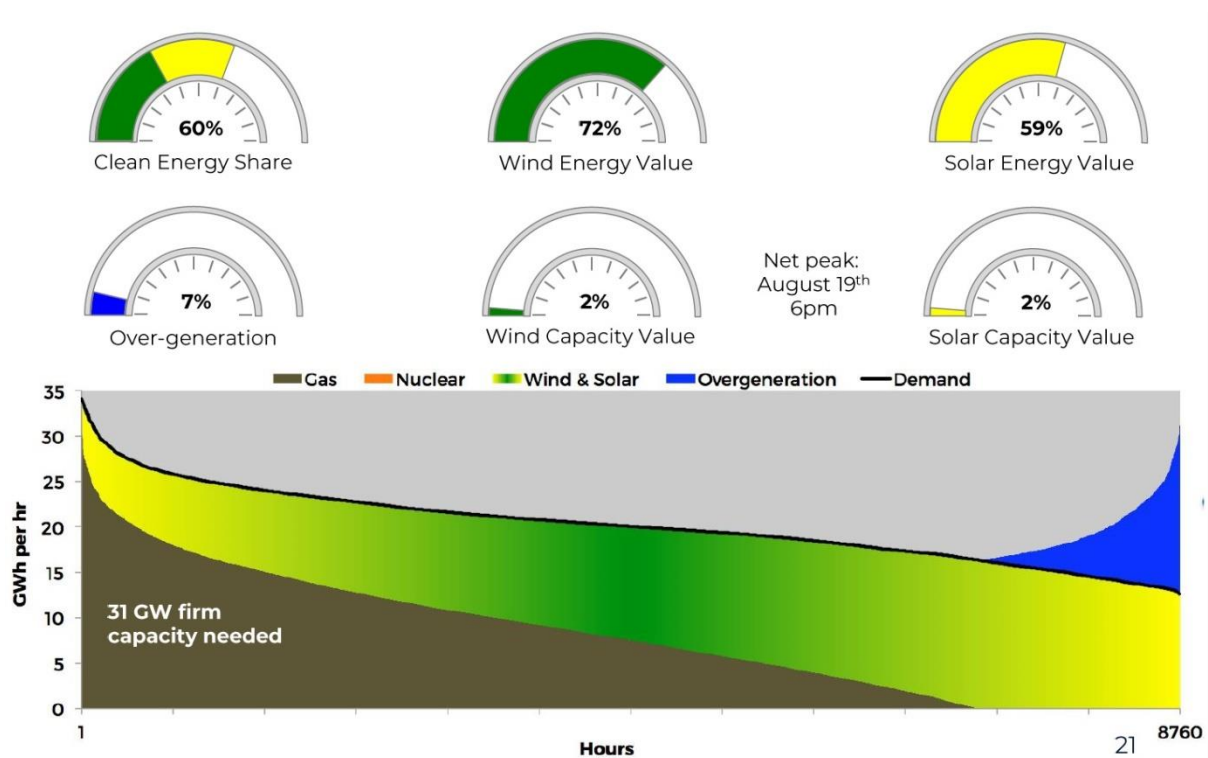 60%
Clean Energy Share
72%
Wind Energy Value
59%
Solar Energy Value
7%
Over-generation
2%
Wind Capacity Value
Net peak:
August 19th
6pm
2%
Solar Capacity Value
Gas Nuclear Wind & Solar Overgeneration Demand
35
30
25
20
15
10
5
0
GWh per hr
31 GW firm
capacity needed
1
8760
Hours
21